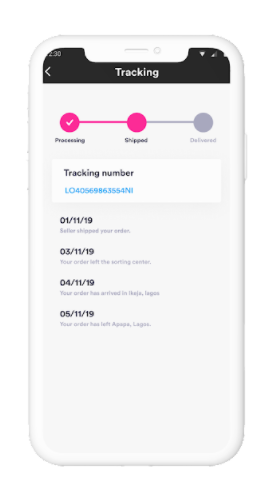 2:30
Tracking
Processing
Shipped
Delivered
Tracking number
LO40569863554NI
01/11/19
Seller shipped your order.
03/11/19
Your order left the sorting center.
04/11/19
Your order has arrived in Ikeja, lagos
05/11/19
Your order has left Apapa, Lagos.